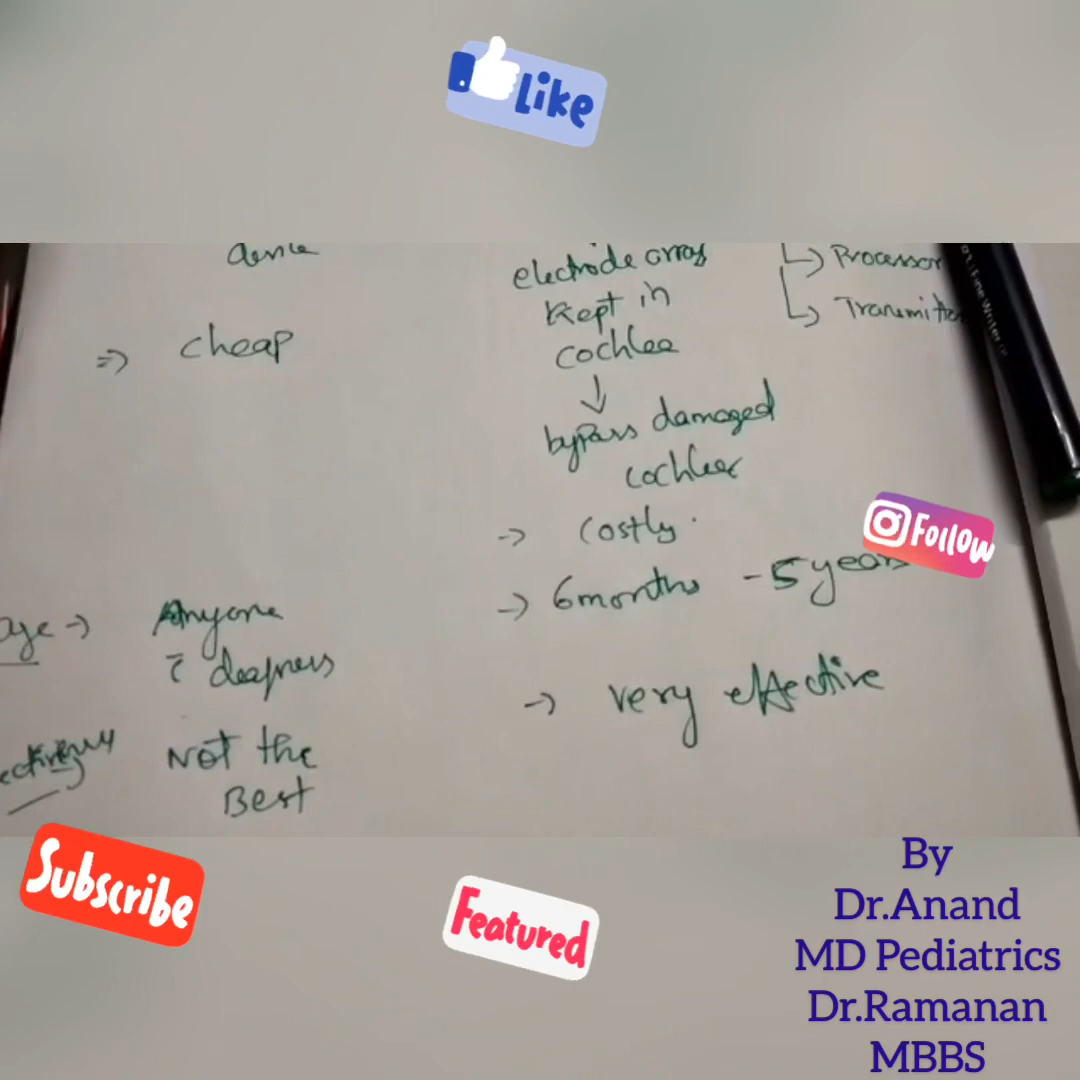 Like
device
=> cheap
electrode array
kept in
cochlea
↓
bypass damaged
cochlea
↳ Processor
↳ Transmitter
-> costly.
Follow
age -> Anyone
c̄ deafness
-> 6 months - 5 years
-> very effective
Not the
Best
Subscribe
Featured
By
Dr.Anand
MD Pediatrics
Dr.Ramanan
MBBS